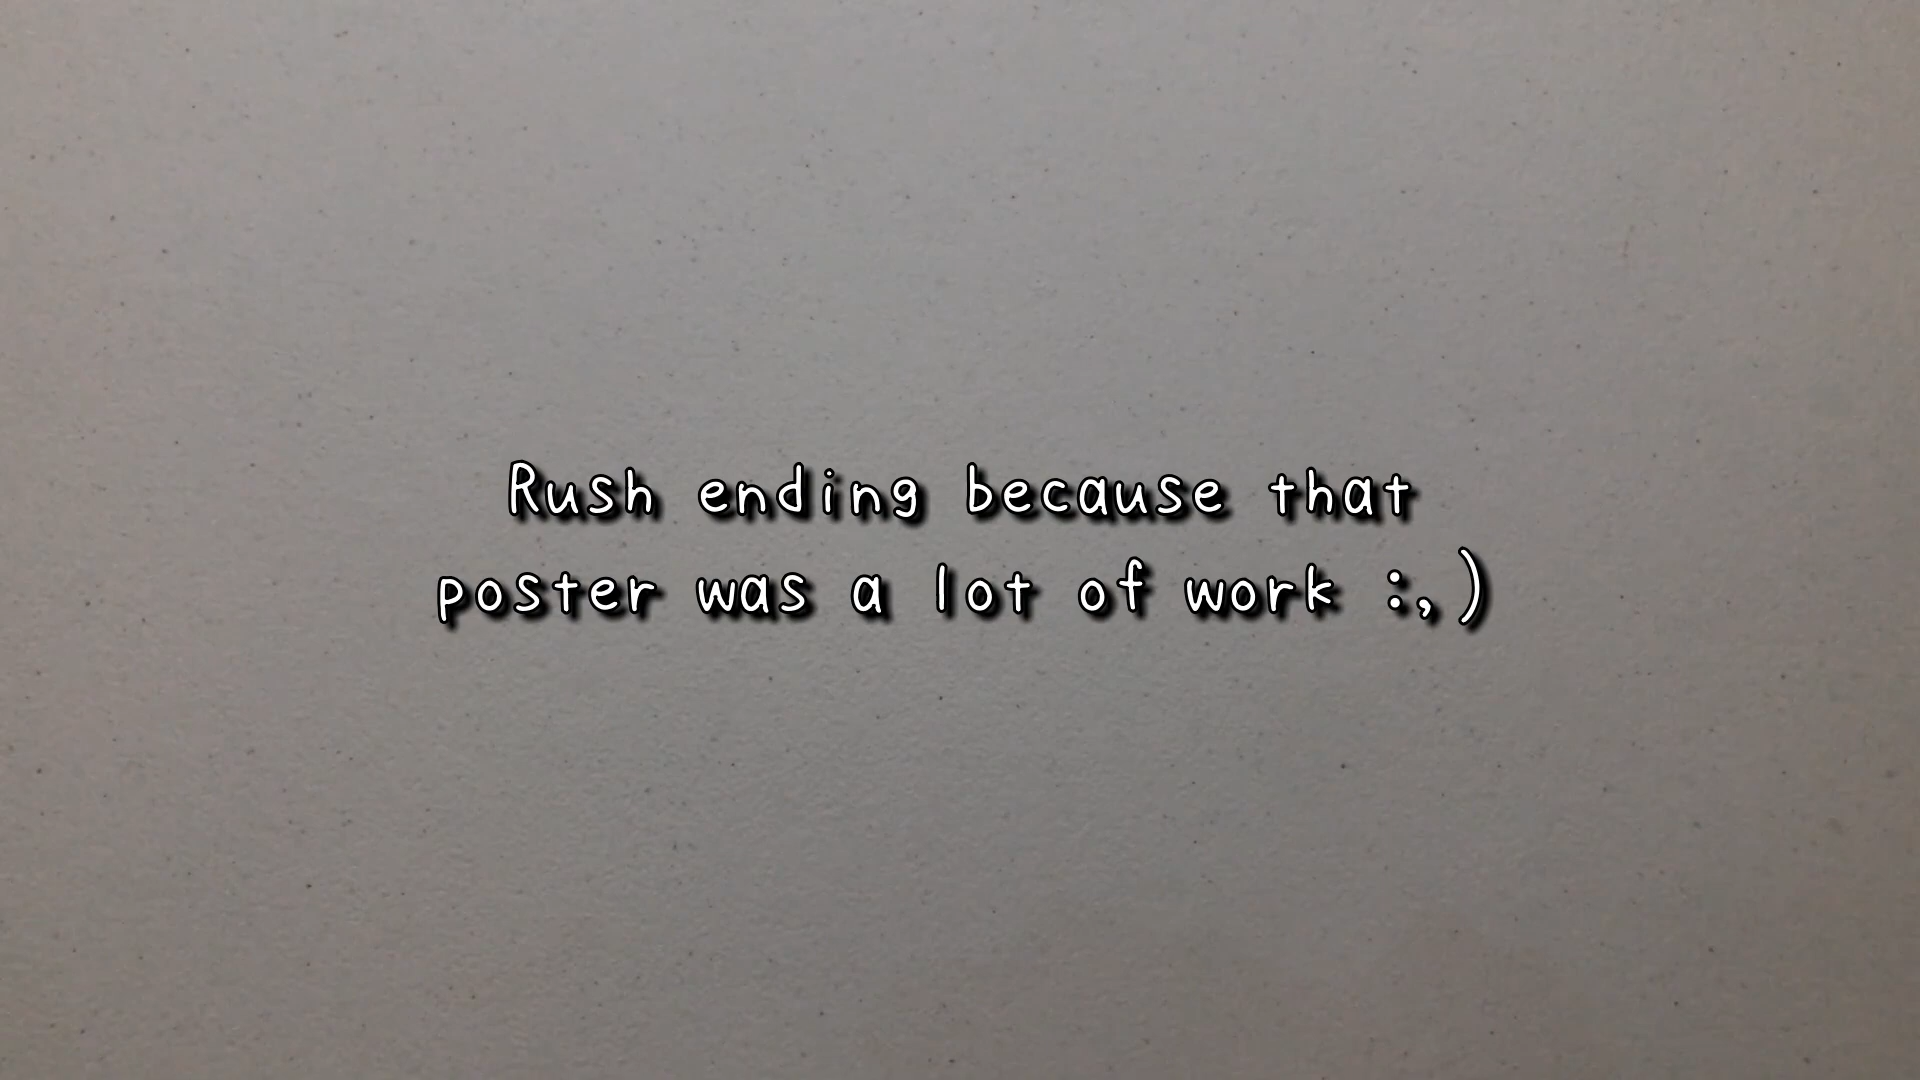 Rush ending because that
poster was a lot of work :,)